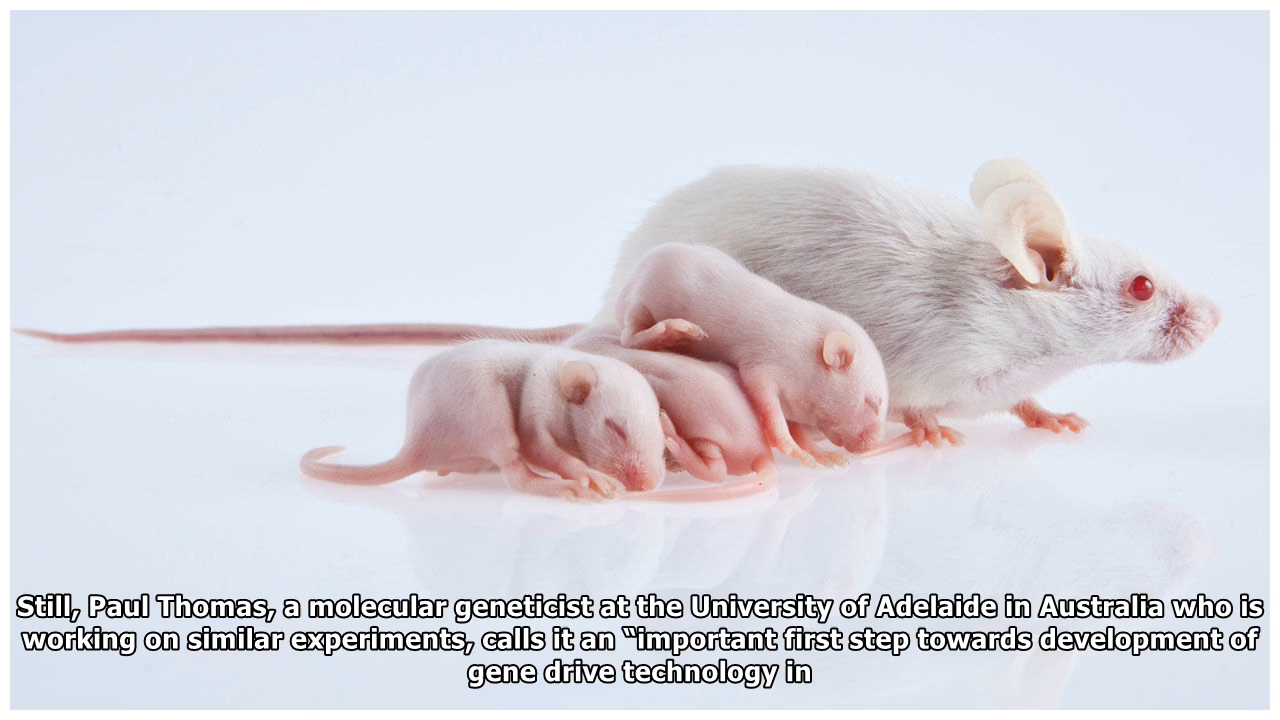 Still, Paul Thomas, a molecular geneticist at the University of Adelaide in Australia who is
working on similar experiments, calls it an “important first step towards development of
gene drive technology in